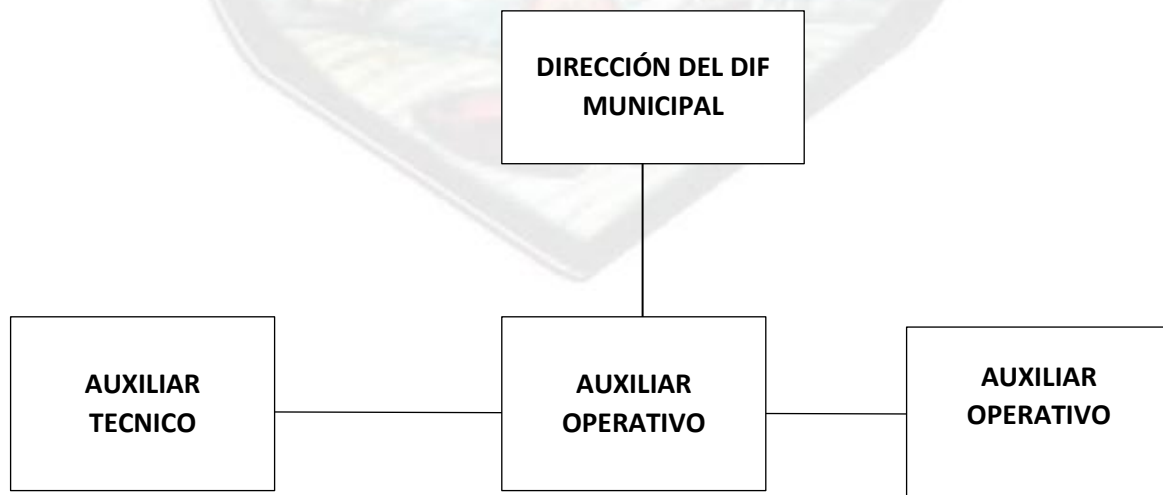 DIRECCIÓN DEL DIF
MUNICIPAL
AUXILIAR
TECNICO
AUXILIAR
OPERATIVO
AUXILIAR
OPERATIVO